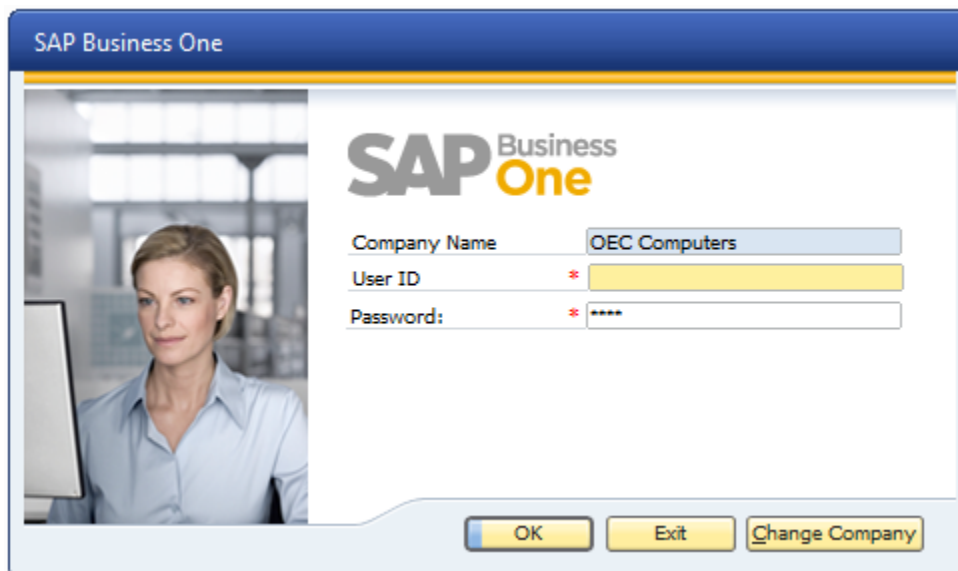 SAP Business One
SAP Business One
Company Name OEC Computers
User ID *
Password: * ****
OK Exit Change Company